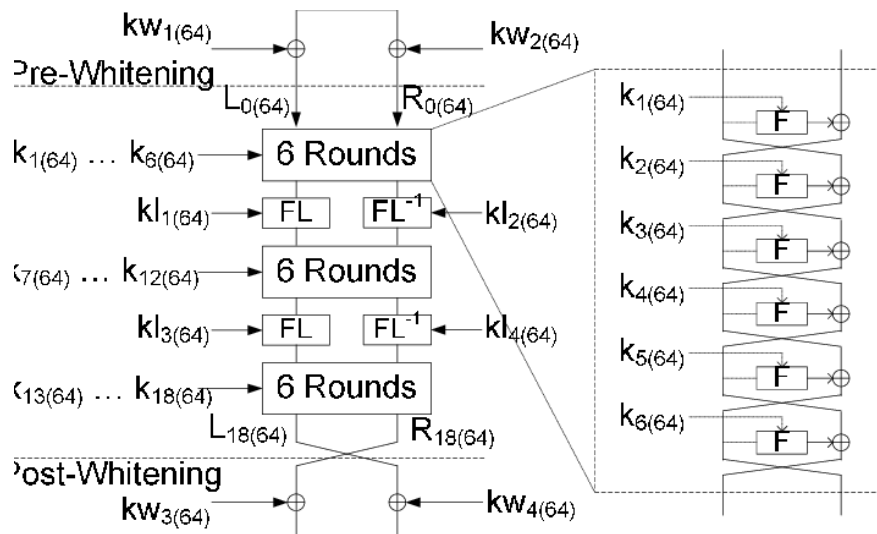 kw1(64)
kw2(64)
Pre-Whitening
L0(64) R0(64)
k1(64) … k6(64)
6 Rounds
kl1(64)
FL
FL-1
kl2(64)
k7(64) … k12(64)
6 Rounds
kl3(64)
FL
FL-1
kl4(64)
k13(64) … k18(64)
6 Rounds
L18(64) R18(64)
Post-Whitening
kw3(64)
kw4(64)
k1(64)
F
k2(64)
F
k3(64)
F
k4(64)
F
k5(64)
F
k6(64)
F